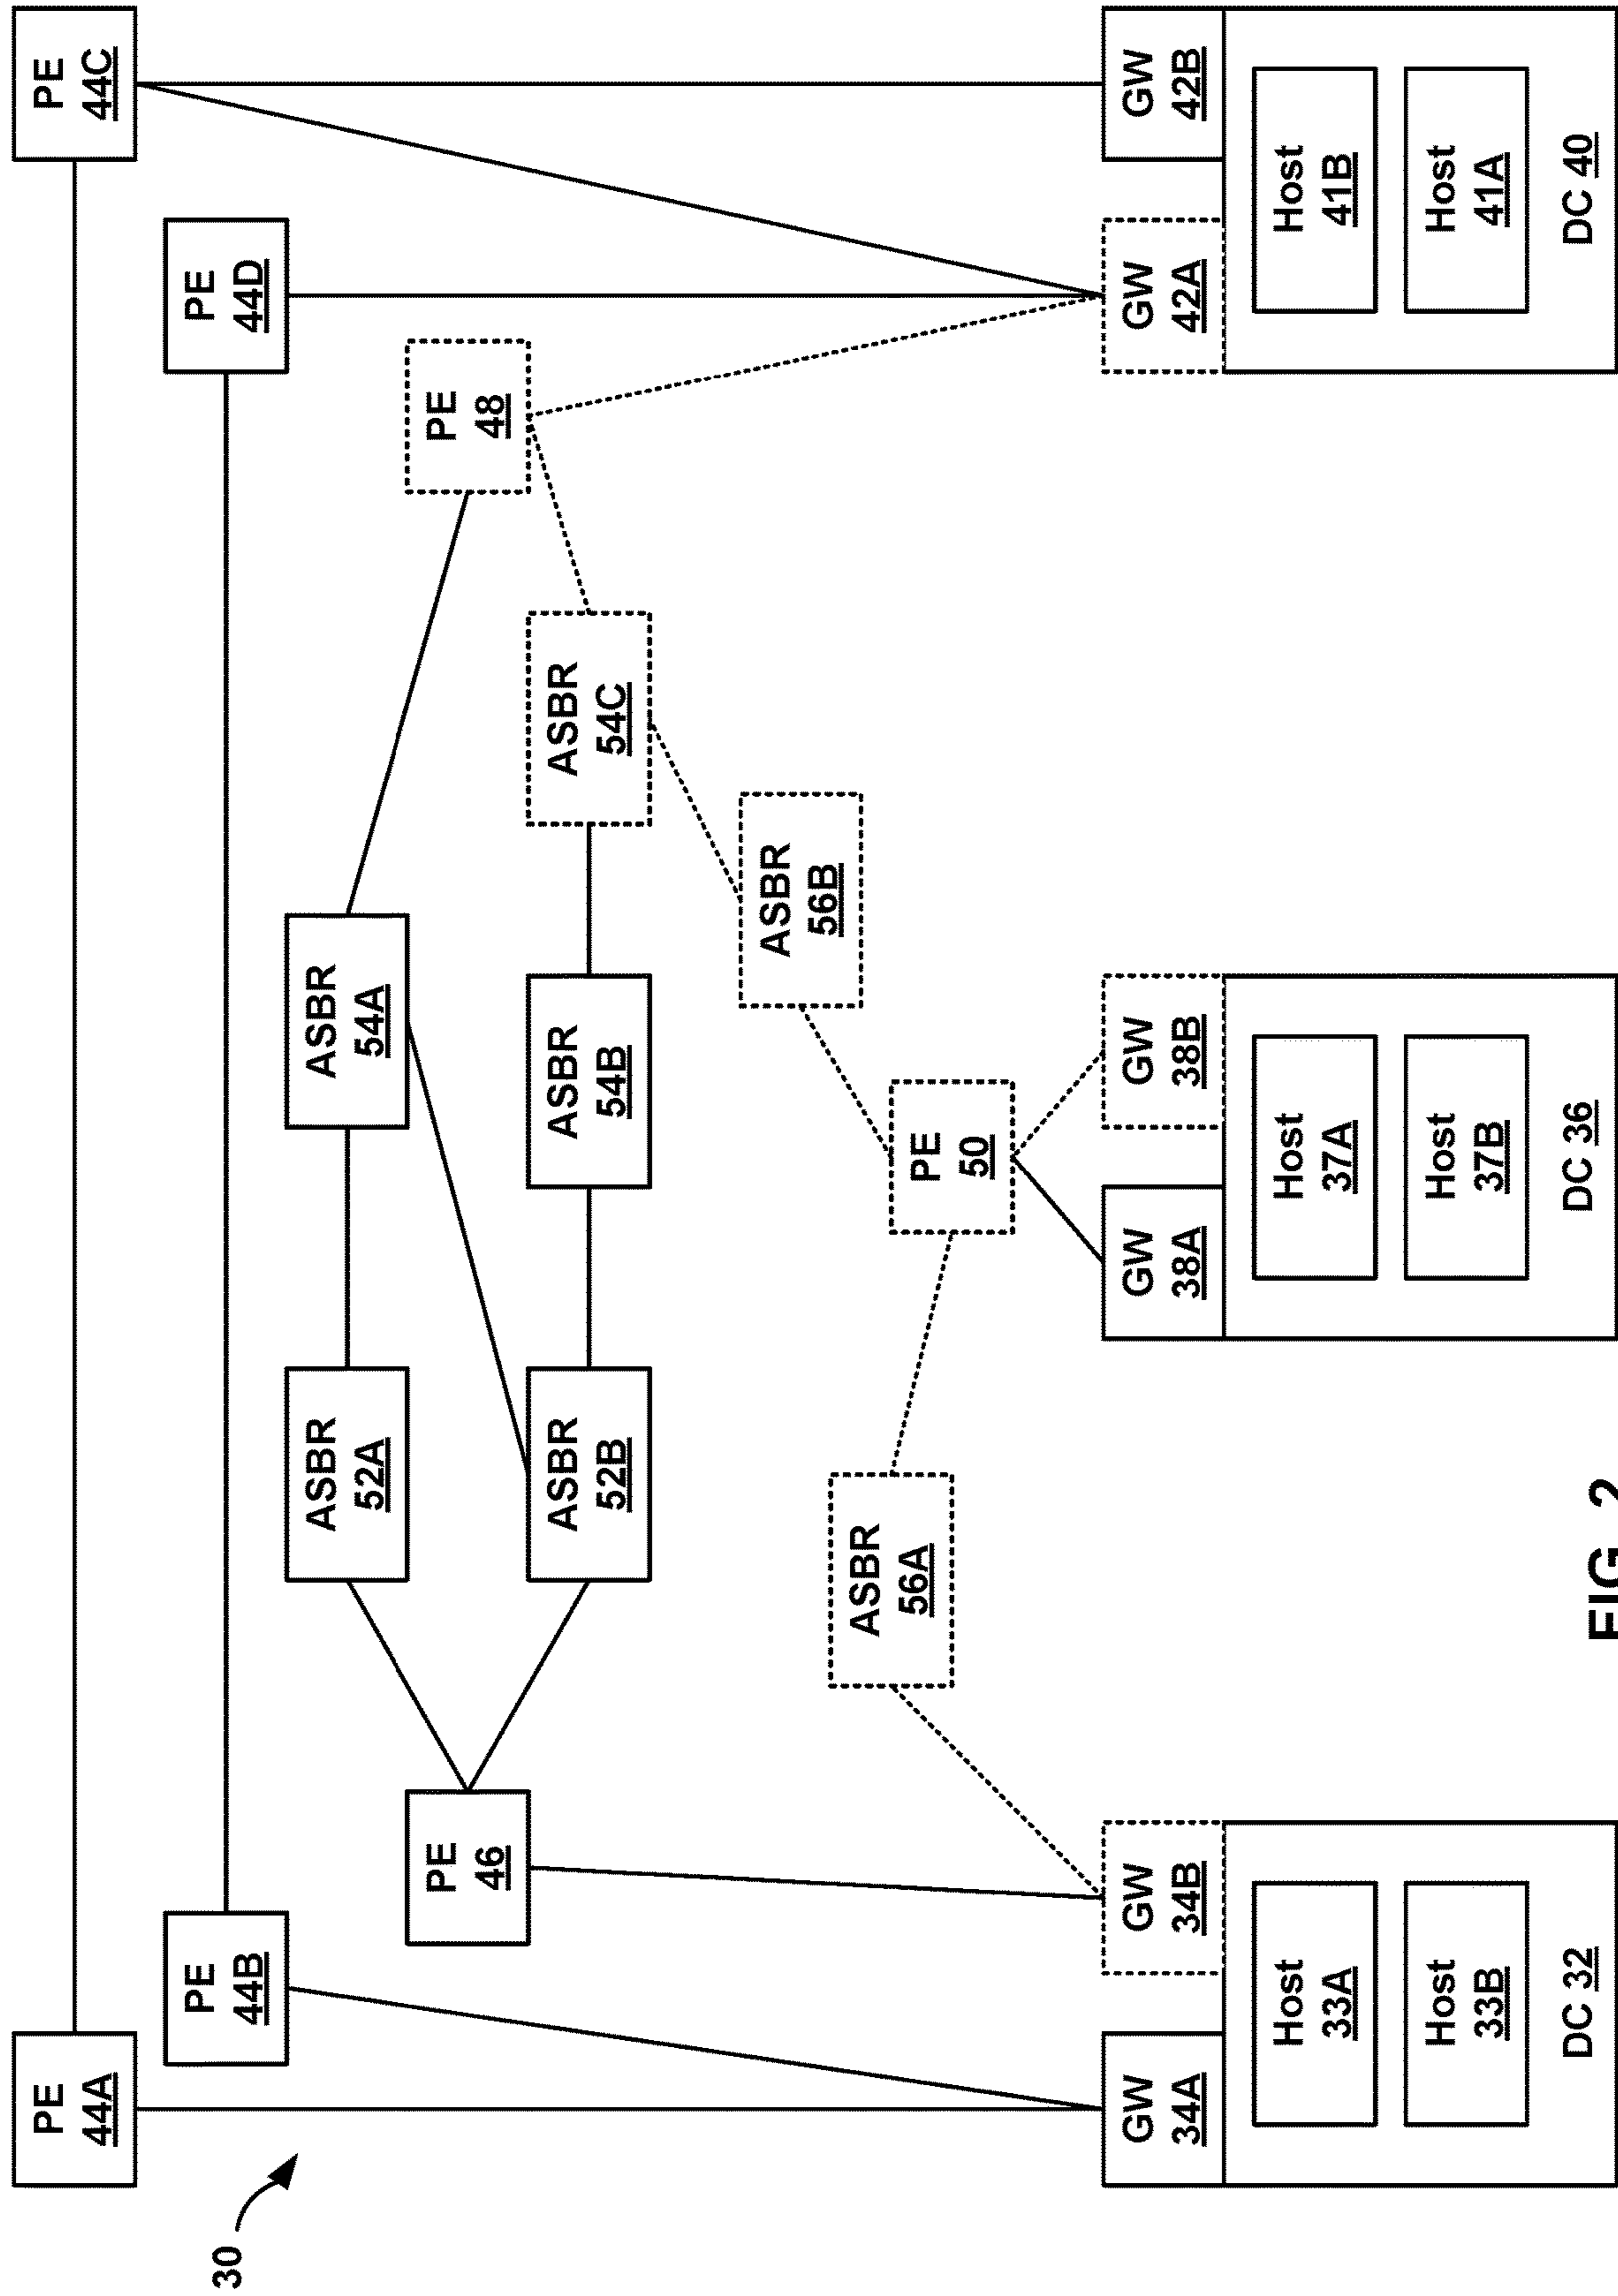 PE
44A
PE
44C
30
PE
44B
PE
44D
ASBR
52A
ASBR
54A
PE
46
PE
48
ASBR
52B
ASBR
54B
ASBR
54C
ASBR
56B
ASBR
56A
PE
50
GW
34A
GW
34B
GW
38A
GW
38B
GW
42A
GW
42B
Host
33A
Host
37A
Host
41B
Host
33B
Host
37B
Host
41A
DC 32
DC 36
DC 40
FIG. 2